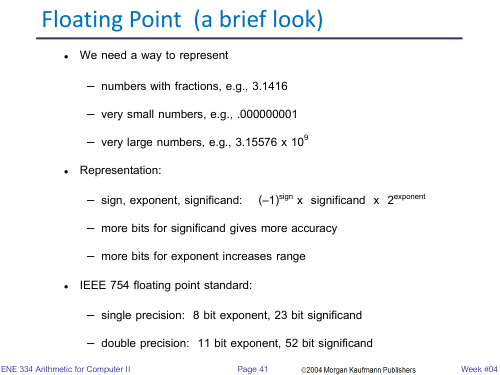 Floating Point (a brief look)
• We need a way to represent
– numbers with fractions, e.g., 3.1416
– very small numbers, e.g., .000000001
– very large numbers, e.g., 3.15576 x 10⁹
• Representation:
– sign, exponent, significand: (–1)^sign x significand x 2^exponent
– more bits for significand gives more accuracy
– more bits for exponent increases range
• IEEE 754 floating point standard:
– single precision: 8 bit exponent, 23 bit significand
– double precision: 11 bit exponent, 52 bit significand
ENE 334 Arithmetic for Computer II Page 41 ©2004 Morgan Kaufmann Publishers Week #04